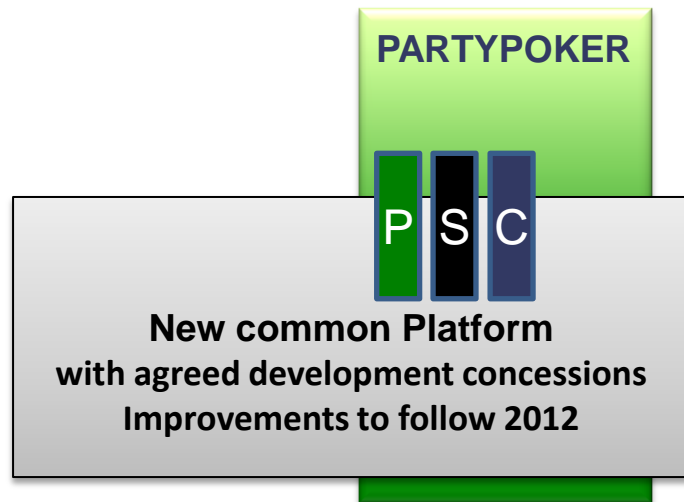 PARTYPOKER
P S C
New common Platform
with agreed development concessions
Improvements to follow 2012